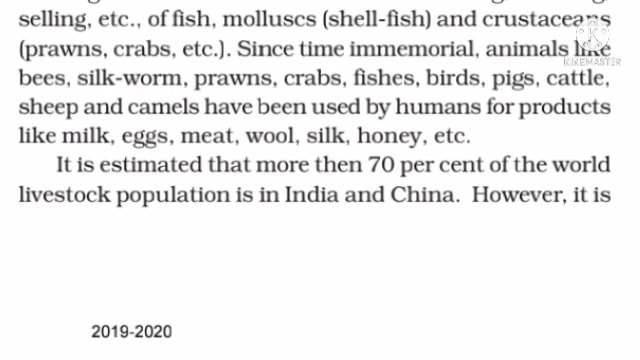 selling, etc., of fish, molluscs (shell-fish) and crustaceans
(prawns, crabs, etc.). Since time immemorial, animals like
bees, silk-worm, prawns, crabs, fishes, birds, pigs, cattle,
sheep and camels have been used by humans for products
like milk, eggs, meat, wool, silk, honey, etc.
It is estimated that more then 70 per cent of the world
livestock population is in India and China. However, it is
2019-2020
KINEMASTER